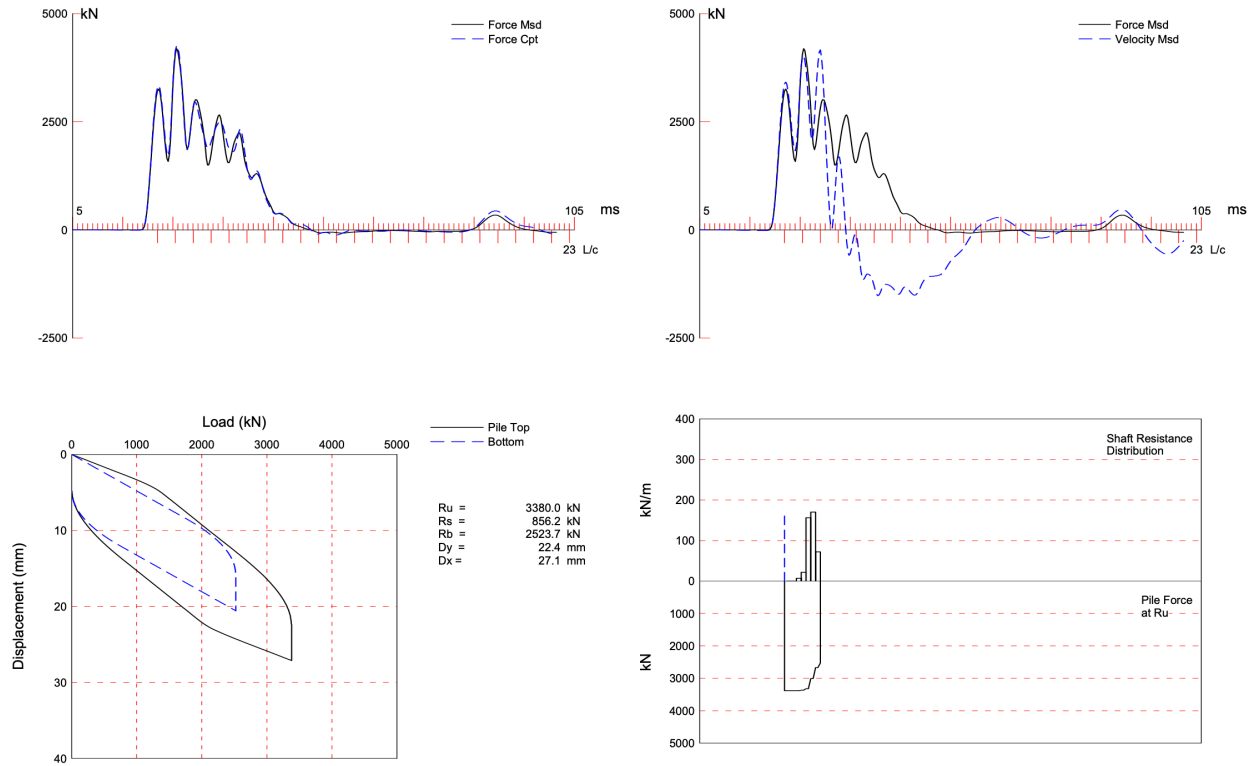 5000 kN
Force Msd
Force Cpt
2500
5 105 ms
0
23 L/c
-2500
5000 kN
Force Msd
Velocity Msd
2500
5 105 ms
0
23 L/c
-2500
Load (kN)
0 1000 2000 3000 4000 5000
Pile Top
Bottom
0
10
20
30
40
Displacement (mm)
Ru = 3380.0 kN
Rs = 856.2 kN
Rb = 2523.7 kN
Dy = 22.4 mm
Dx = 27.1 mm
400
Shaft Resistance
Distribution
300
200
kN/m
100
0
Pile Force
at Ru
1000
2000
kN
3000
4000
5000